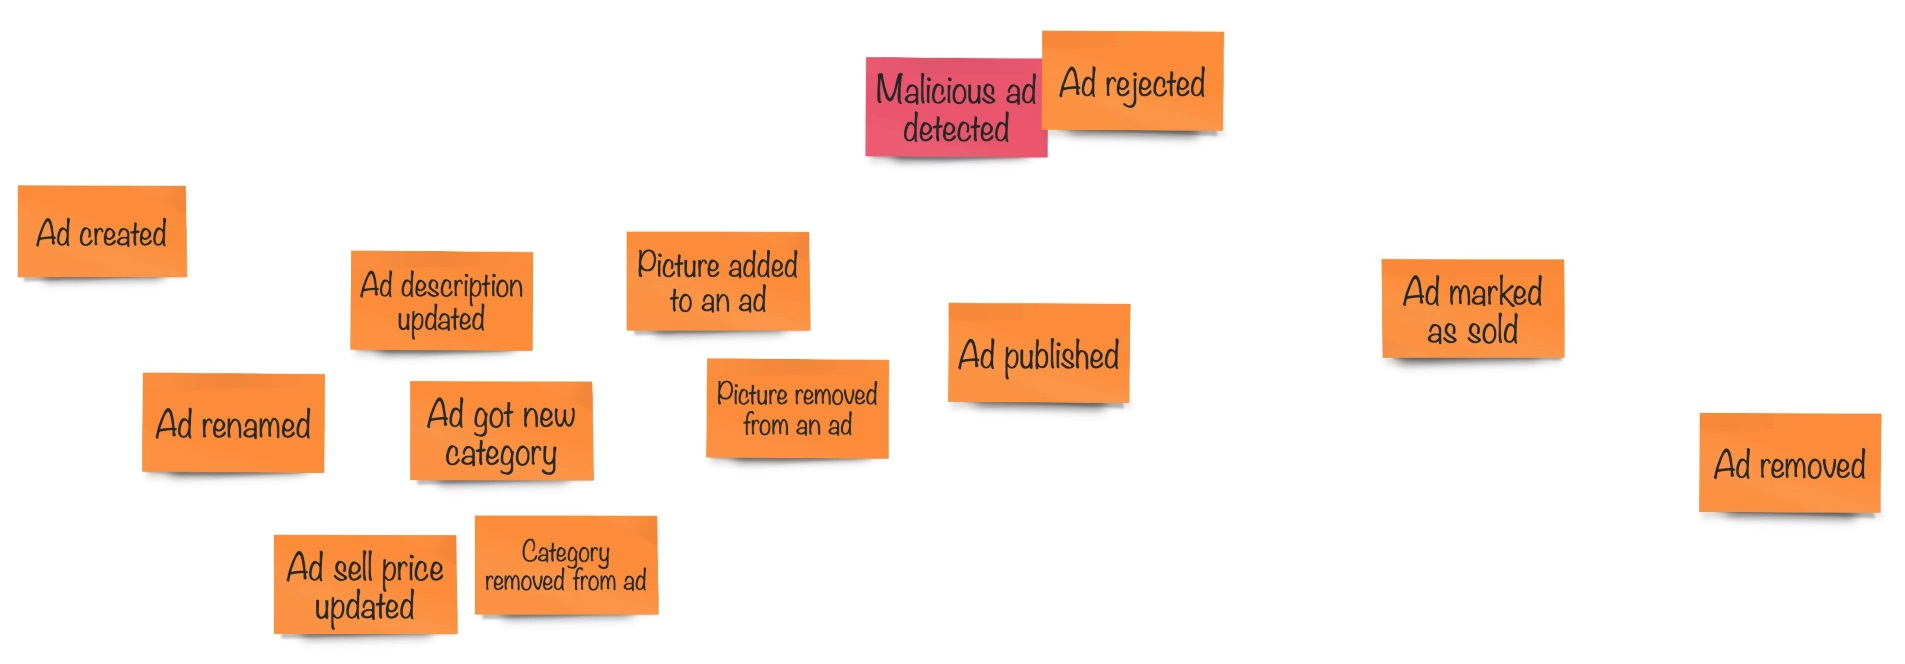 Malicious ad
detected
Ad rejected
Ad created
Ad description
updated
Picture added
to an ad
Ad published
Ad marked
as sold
Ad renamed
Ad got new
category
Picture removed
from an ad
Ad removed
Ad sell price
updated
Category
removed from ad